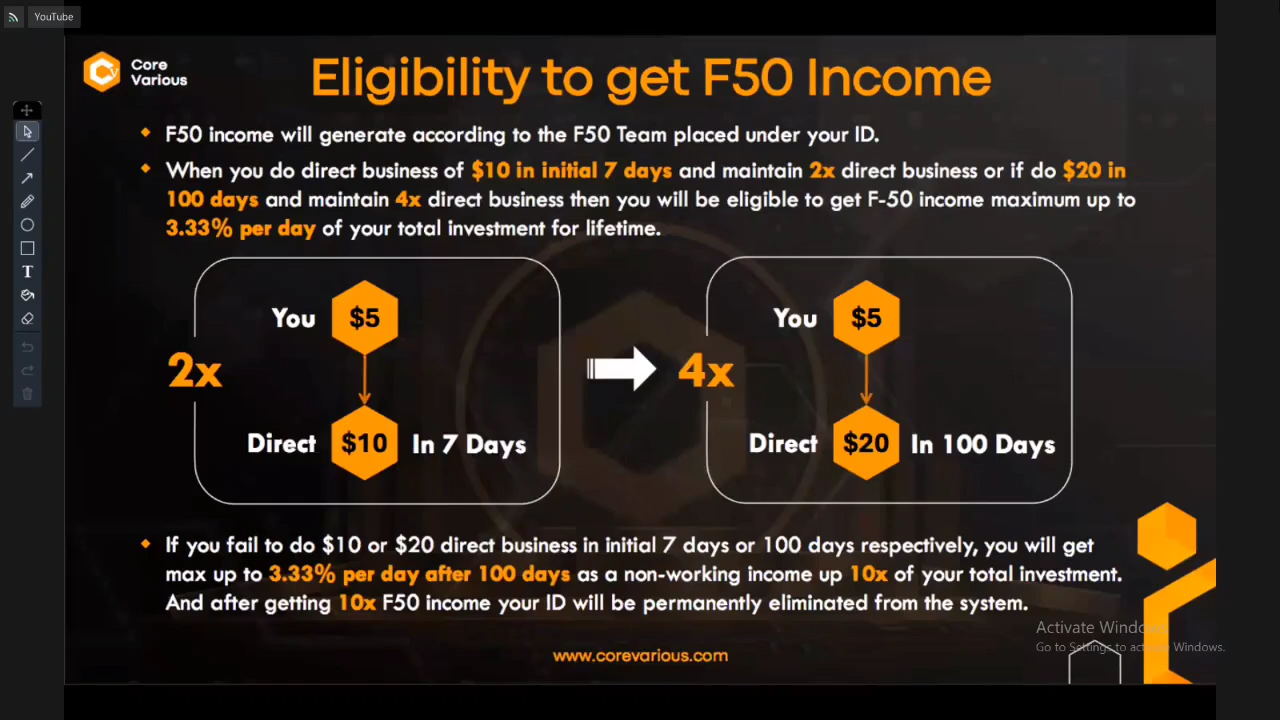 YouTube
Core
Various
Eligibility to get F50 Income
F50 income will generate according to the F50 Team placed under your ID.
When you do direct business of $10 in initial 7 days and maintain 2x direct business or if do $20 in
100 days and maintain 4x direct business then you will be eligible to get F-50 income maximum up to
3.33% per day of your total investment for lifetime.
You $5
2x
Direct $10 In 7 Days
You $5
4x
Direct $20 In 100 Days
If you fail to do $10 or $20 direct business in initial 7 days or 100 days respectively, you will get
max up to 3.33% per day after 100 days as a non-working income up 10x of your total investment.
And after getting 10x F50 income your ID will be permanently eliminated from the system.
www.corevarious.com
Activate Windows
Go to Settings to activate Windows.
T